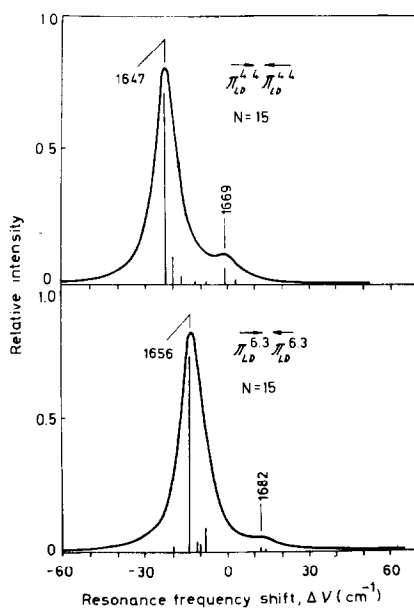 1.0
1647
π_LD^4.4 π_LD^4.4
N = 15
0.5
1669
0
Relative intensity
1.0
1656
π_LD^6.3 π_LD^6.3
N = 15
0.5
1682
0
-60 -30 0 30 60
Resonance frequency shift, ΔV (cm⁻¹)